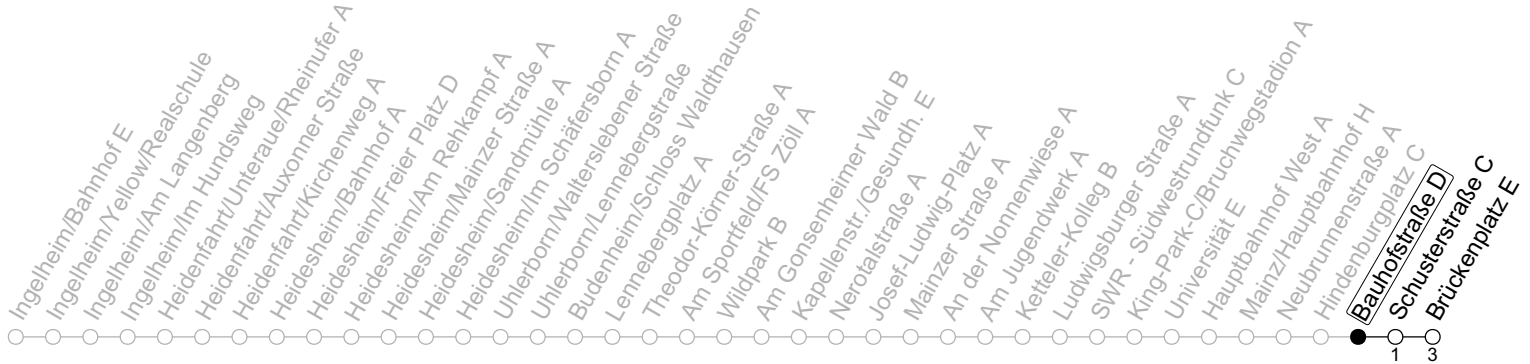 Ingelheim/Bahnhof E
Ingelheim/Yellow/Realschule
Ingelheim/Am Langenberg
Ingelheim/Im Hundsweg
Heidenfahrt/Unteraue/Rheinufer A
Heidenfahrt/Auxonner Straße
Heidenfahrt/Kirchenweg A
Heidesheim/Bahnhof A
Heidesheim/Freier Platz D
Heidesheim/Am Rehkampf A
Heidesheim/Mainzer Straße A
Heidesheim/Sandmühle A
Heidesheim/Im Schäfersborn A
Uhlerborn/Walterslebener Straße
Uhlerborn/Lennebergstraße
Budenheim/Schloss Waldthausen
Lennebergplatz A
Theodor-Körner-Straße A
Am Sportfeld/FS Zöll A
Wildpark B
Am Gonsenheimer Wald B
Kapellenstr./Gesundh. E
Nerotalstraße A
Josef-Ludwig-Platz A
Mainzer Straße A
An der Nonnenwiese A
Am Jugendwerk A
Ketteler-Kolleg B
Ludwigsburger Straße A
SWR - Südwestrundfunk C
King-Park-C/Bruchwegstadion A
Universität E
Hauptbahnhof West A
Mainz/Hauptbahnhof H
Neubrunnenstraße A
Hindenburgplatz C
Bauhofstraße D
Schusterstraße C
Brückenplatz E
1
3